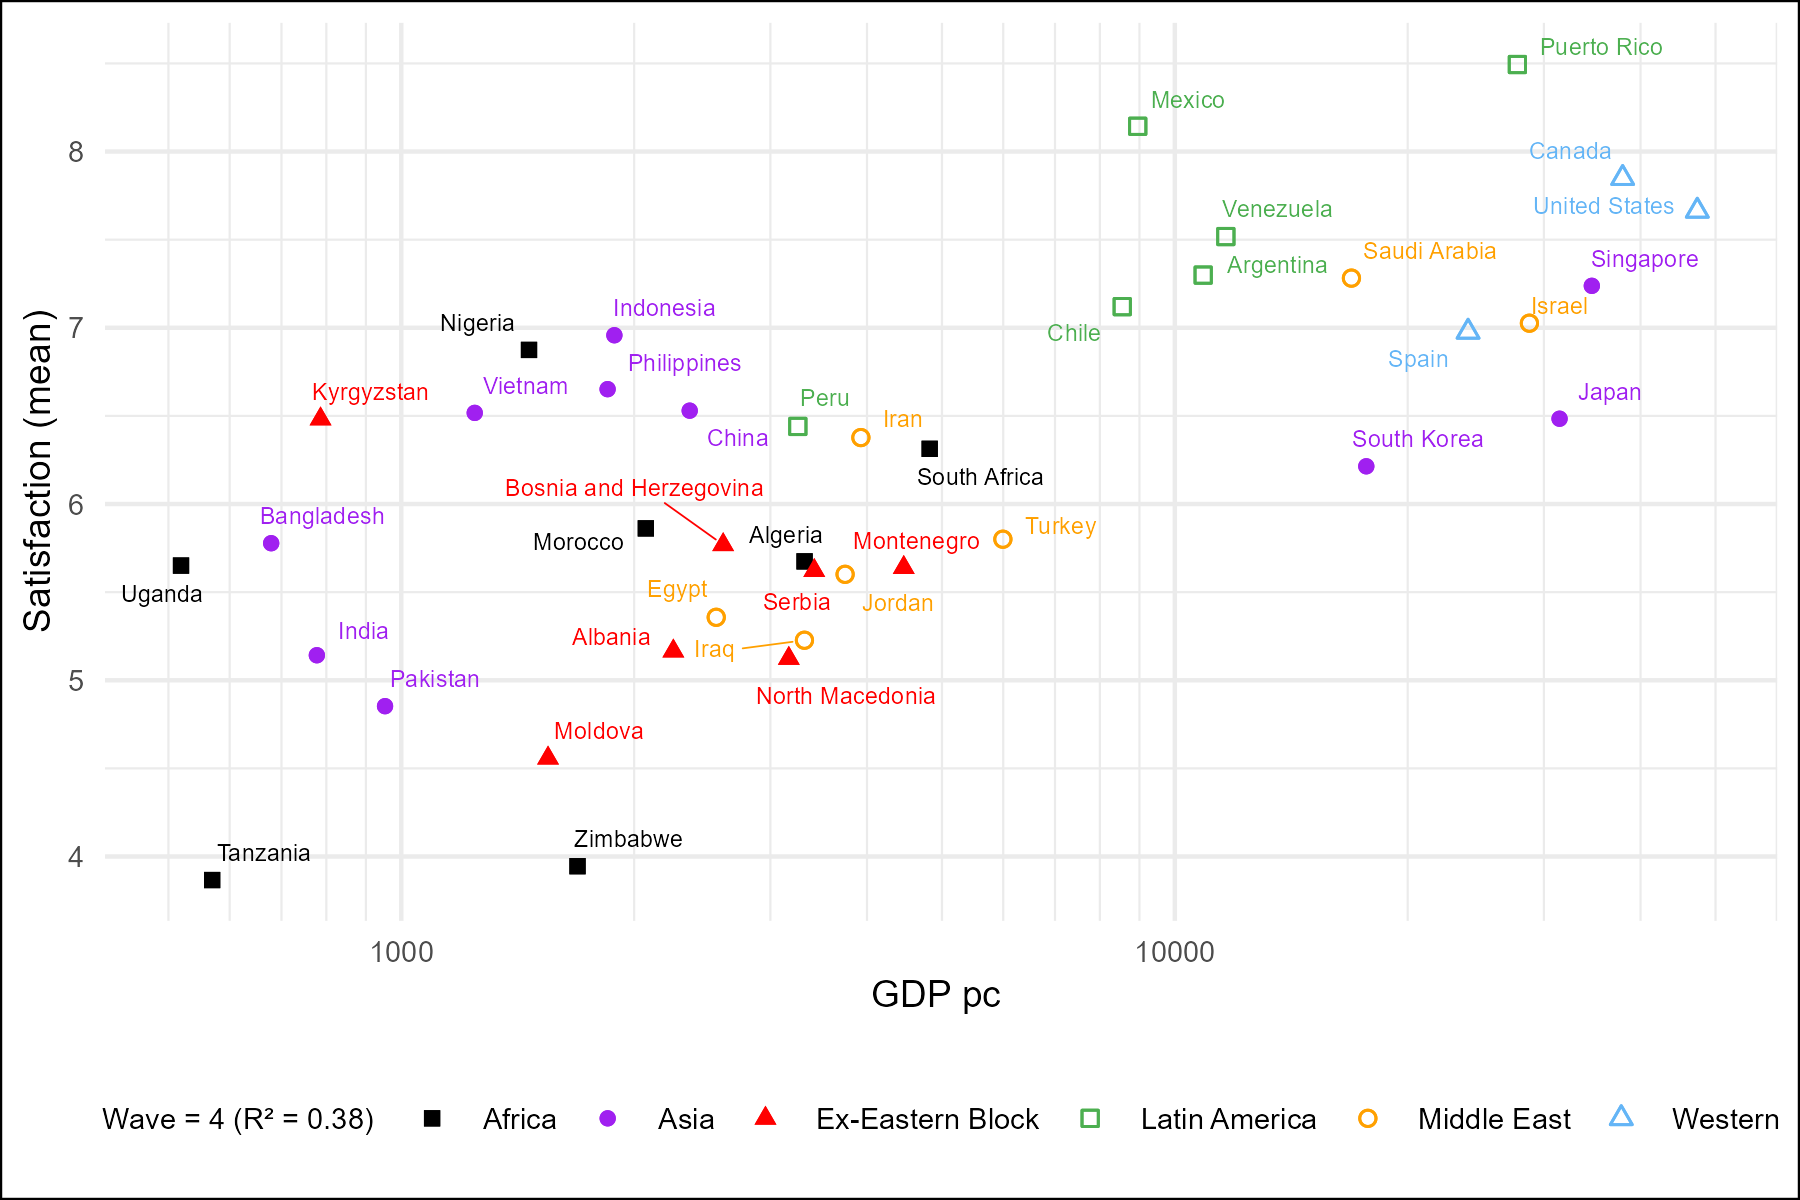 Puerto Rico
Mexico
Canada
8
United States
Venezuela
Saudi Arabia
Singapore
Argentina
Indonesia
Israel
Nigeria
7
Chile
Spain
Philippines
Vietnam
Kyrgyzstan
Japan
Peru
Iran
China
South Korea
South Africa
Bosnia and Herzegovina
6
Bangladesh
Turkey
Algeria
Morocco
Montenegro
Egypt
Uganda
Serbia
Jordan
India
Albania
Iraq
Pakistan
5
North Macedonia
Moldova
Zimbabwe
Tanzania
4
Satisfaction (mean)
1000
10000
GDP pc
Wave = 4 (R² = 0.38) Africa Asia Ex-Eastern Block Latin America Middle East Western